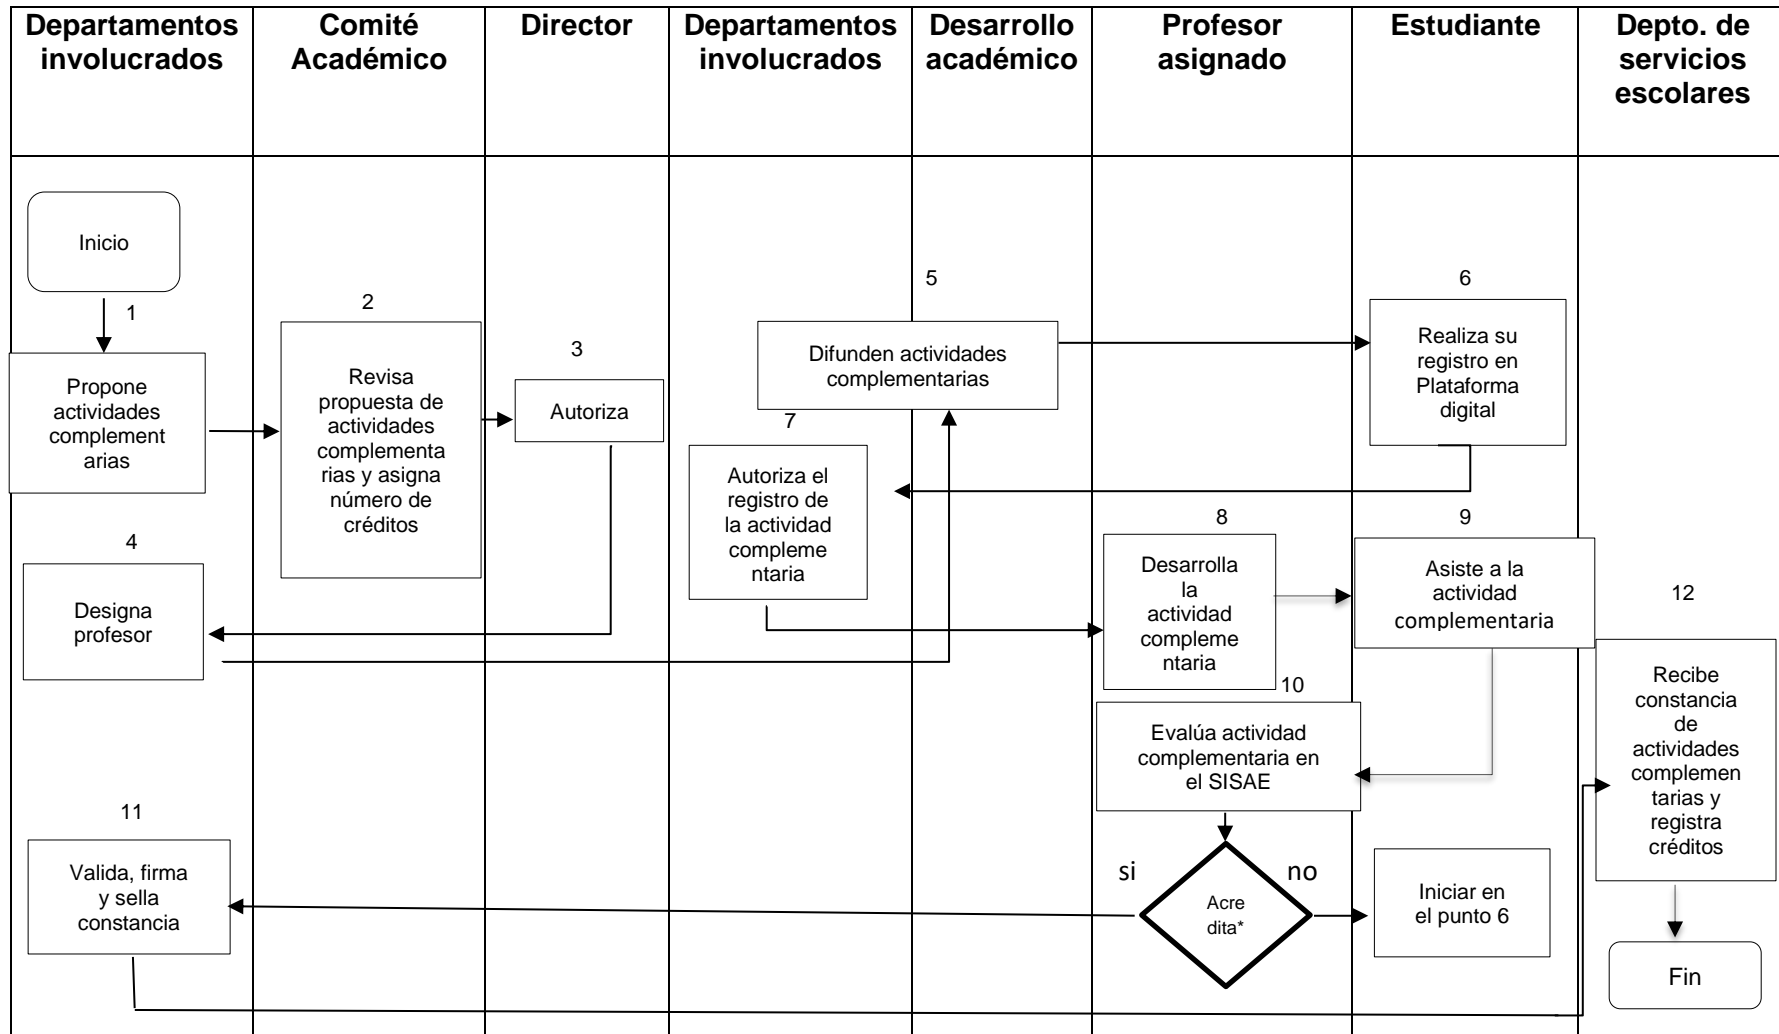 Departamentos
involucrados
Comité
Académico
Director
Departamentos
involucrados
Desarrollo
académico
Profesor
asignado
Estudiante
Depto. de
servicios
escolares
Inicio
1
Propone
actividades
complement
arias
2
Revisa
propuesta de
actividades
complementa
rias y asigna
número de
créditos
3
Autoriza
4
Designa
profesor
5
Difunden actividades
complementarias
6
Realiza su
registro en
Plataforma
digital
7
Autoriza el
registro de
la actividad
compleme
ntaria
8
Desarrolla
la
actividad
compleme
ntaria
9
Asiste a la
actividad
complementaria
10
Evalúa actividad
complementaria en
el SISAE
si
no
Acre
dita*
Iniciar en
el punto 6
11
Valida, firma
y sella
constancia
12
Recibe
constancia
de
actividades
complemen
tarias y
registra
créditos
Fin